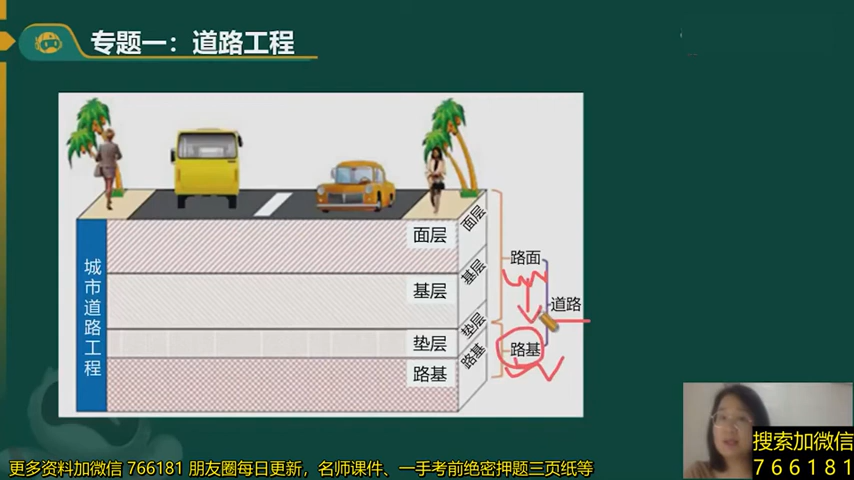 专题一：道路工程
城市道路工程
面层
面层
基层
基层
垫层
垫层
路基
路基
路面
道路
路基
搜索加微信
766181
更多资料加微信 766181 朋友圈每日更新，名师课件、一手考前绝密押题三页纸等